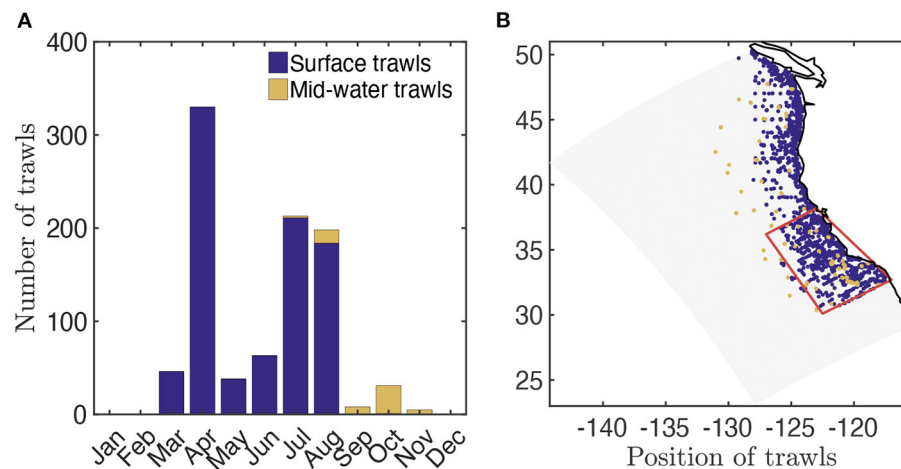 A
Number of trawls
400
300
200
100
0
Surface trawls
Mid-water trawls
Jan
Feb
Mar
Apr
May
Jun
Jul
Aug
Sep
Oct
Nov
Dec
B
50
45
40
35
30
25
-140
-135
-130
-125
-120
Position of trawls